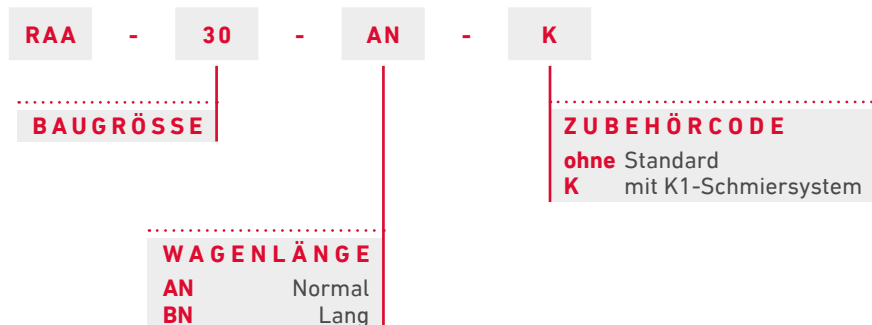 RAA - 30 - AN - K
BAUGRÖSSE
ZUBEHÖRCODE
ohne Standard
K mit K1-Schmiersystem
WAGENLÄNGE
AN Normal
BN Lang